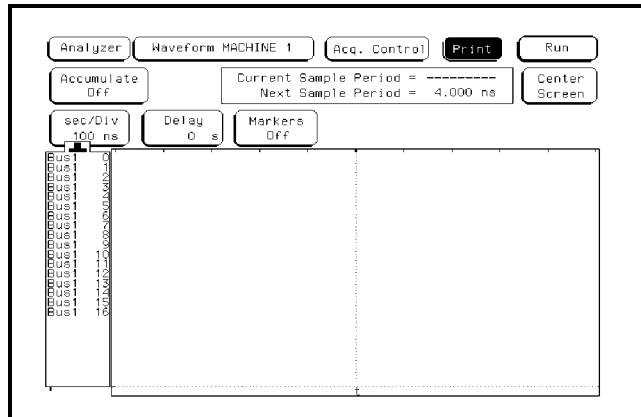 Analyzer Waveform MACHINE 1 Acq. Control Print Run
Accumulate Off
Current Sample Period = ---------
Next Sample Period = 4.000 ns
Center Screen
sec/Div 100 ns
Delay 0 s
Markers Off
Bus1 0
Bus1 1
Bus1 2
Bus1 3
Bus1 4
Bus1 5
Bus1 6
Bus1 7
Bus1 8
Bus1 9
Bus1 10
Bus1 11
Bus1 12
Bus1 13
Bus1 14
Bus1 15
Bus1 16
t